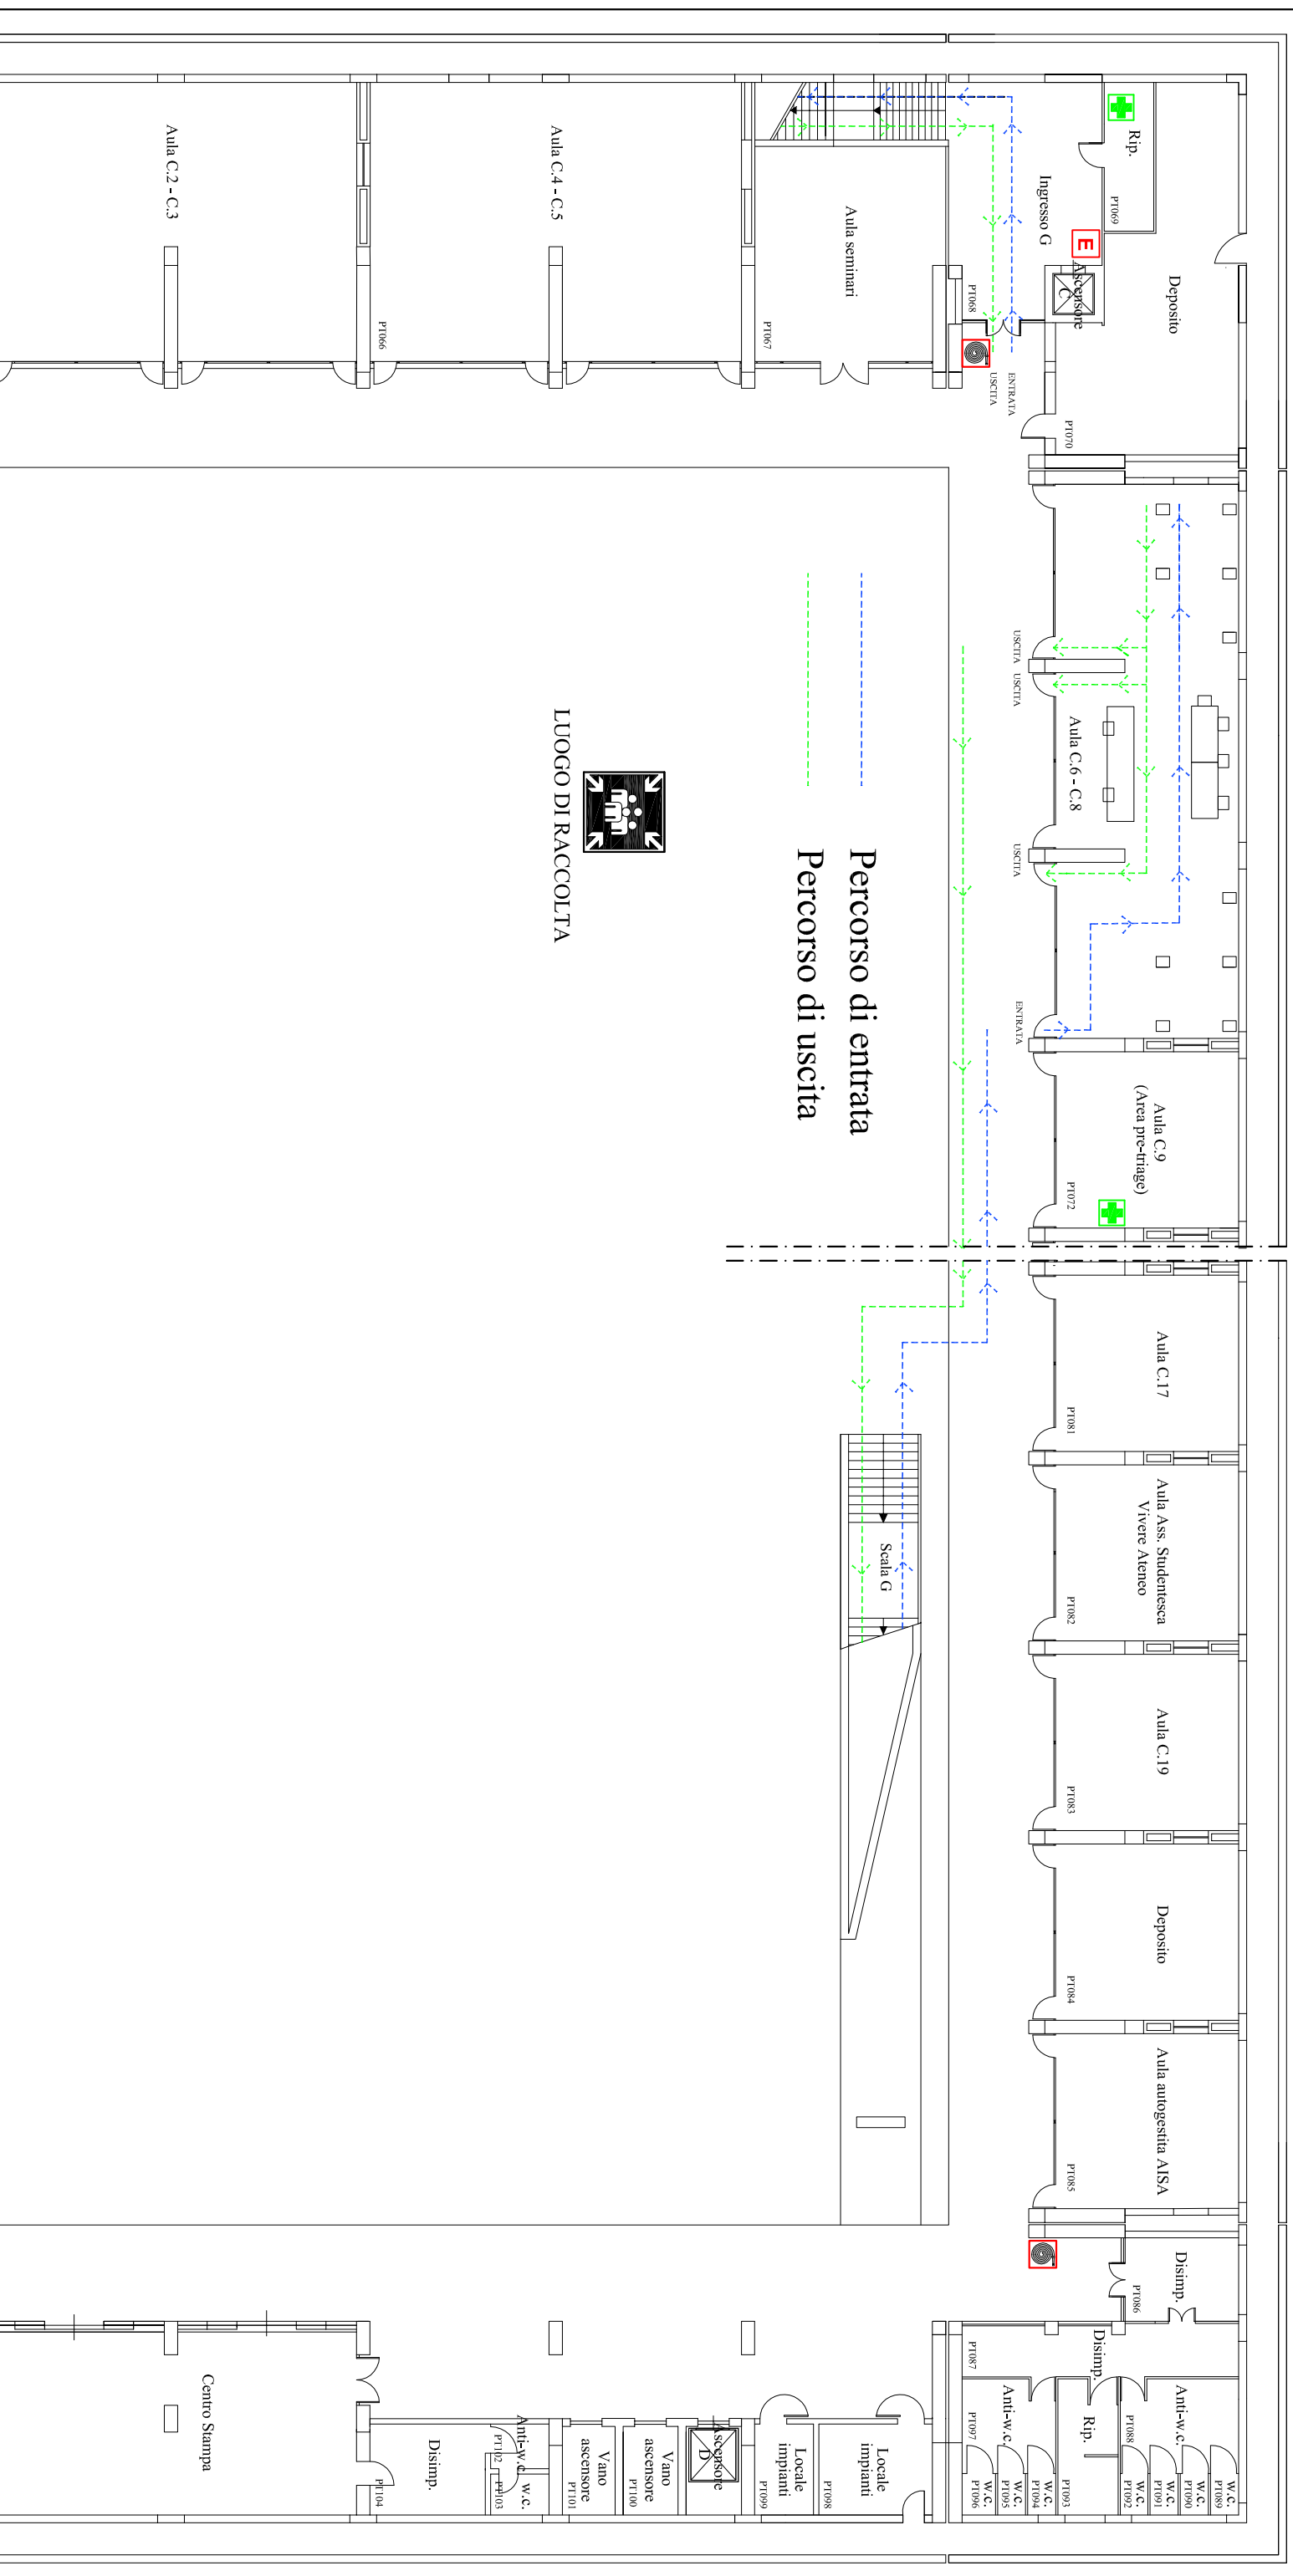 Deposito
Rip.
PT069
Ingresso G
E
Ascensore
C
PT068
PT070
ENTRATA
USCITA
Aula seminari
PT067
Aula C.4 - C.5
PT066
Aula C.2 - C.3
USCITA
USCITA
Aula C.6 - C.8
USCITA
ENTRATA
Aula C.9
(Area pre-triage)
PT072
Percorso di entrata
Percorso di uscita
LUOGO DI RACCOLTA
Aula C.17
PT081
Aula Ass. Studentesca
Vivere Ateneo
PT082
Aula C.19
PT083
Deposito
PT084
Aula autogestita AISA
PT085
Scala G
Disimp.
PT086
Disimp.
PT087
Anti-w.c.
PT088
w.c.
PT089
w.c.
PT090
w.c.
PT091
w.c.
PT092
Rip.
PT093
Anti-w.c.
PT097
w.c.
PT094
w.c.
PT095
w.c.
PT096
Locale
impianti
PT098
Locale
impianti
PT099
Ascensore
D
Vano
ascensore
PT100
Vano
ascensore
PT101
Anti-w.c.
PT102
w.c.
PT103
Disimp.
PT104
Centro Stampa